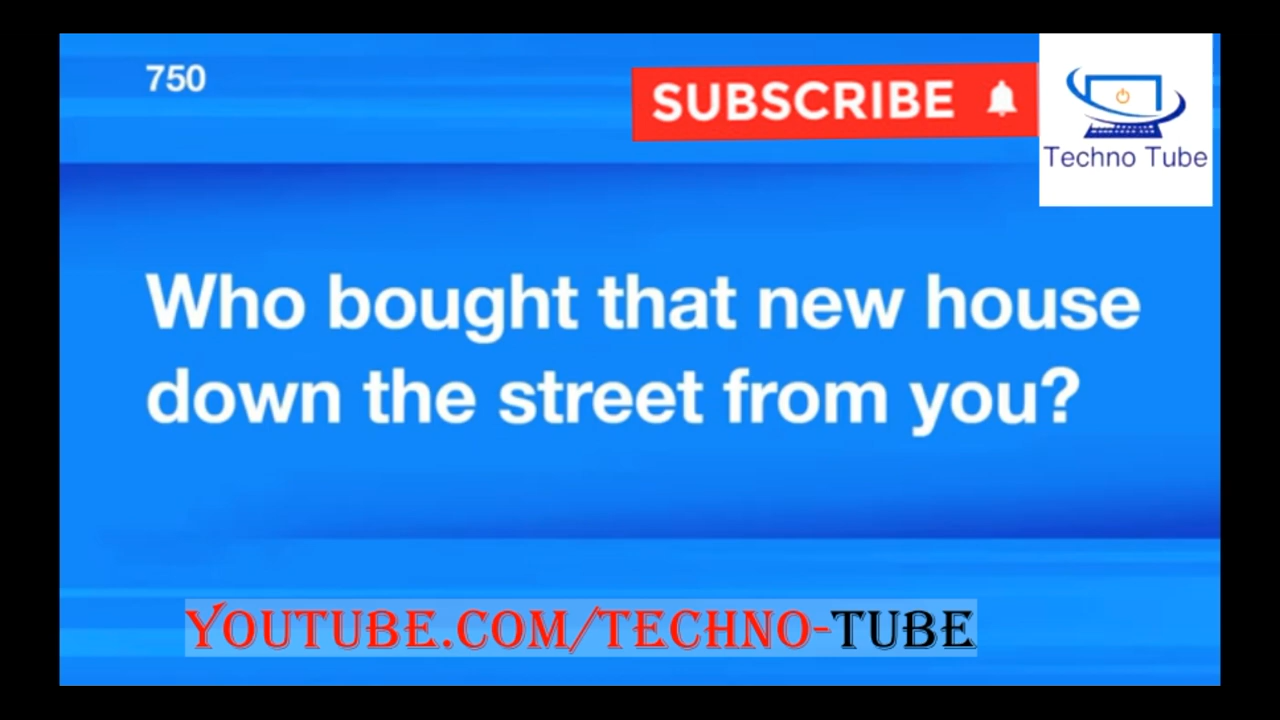 750
SUBSCRIBE
Techno Tube
Who bought that new house
down the street from you?
YOUTUBE.COM/TECHNO-TUBE